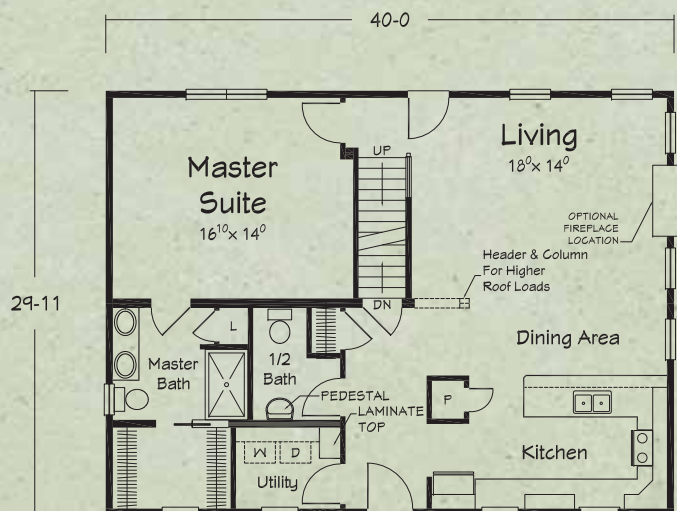 40-0
Master
Suite
16¹⁰ x 14⁰
Living
18⁰ x 14⁰
UP
OPTIONAL
FIREPLACE
LOCATION
Header & Column
For Higher
Roof Loads
29-11
DN
L
Master
Bath
1/2
Bath
Dining Area
PEDESTAL
LAMINATE
TOP
P
W D
Utility
Kitchen